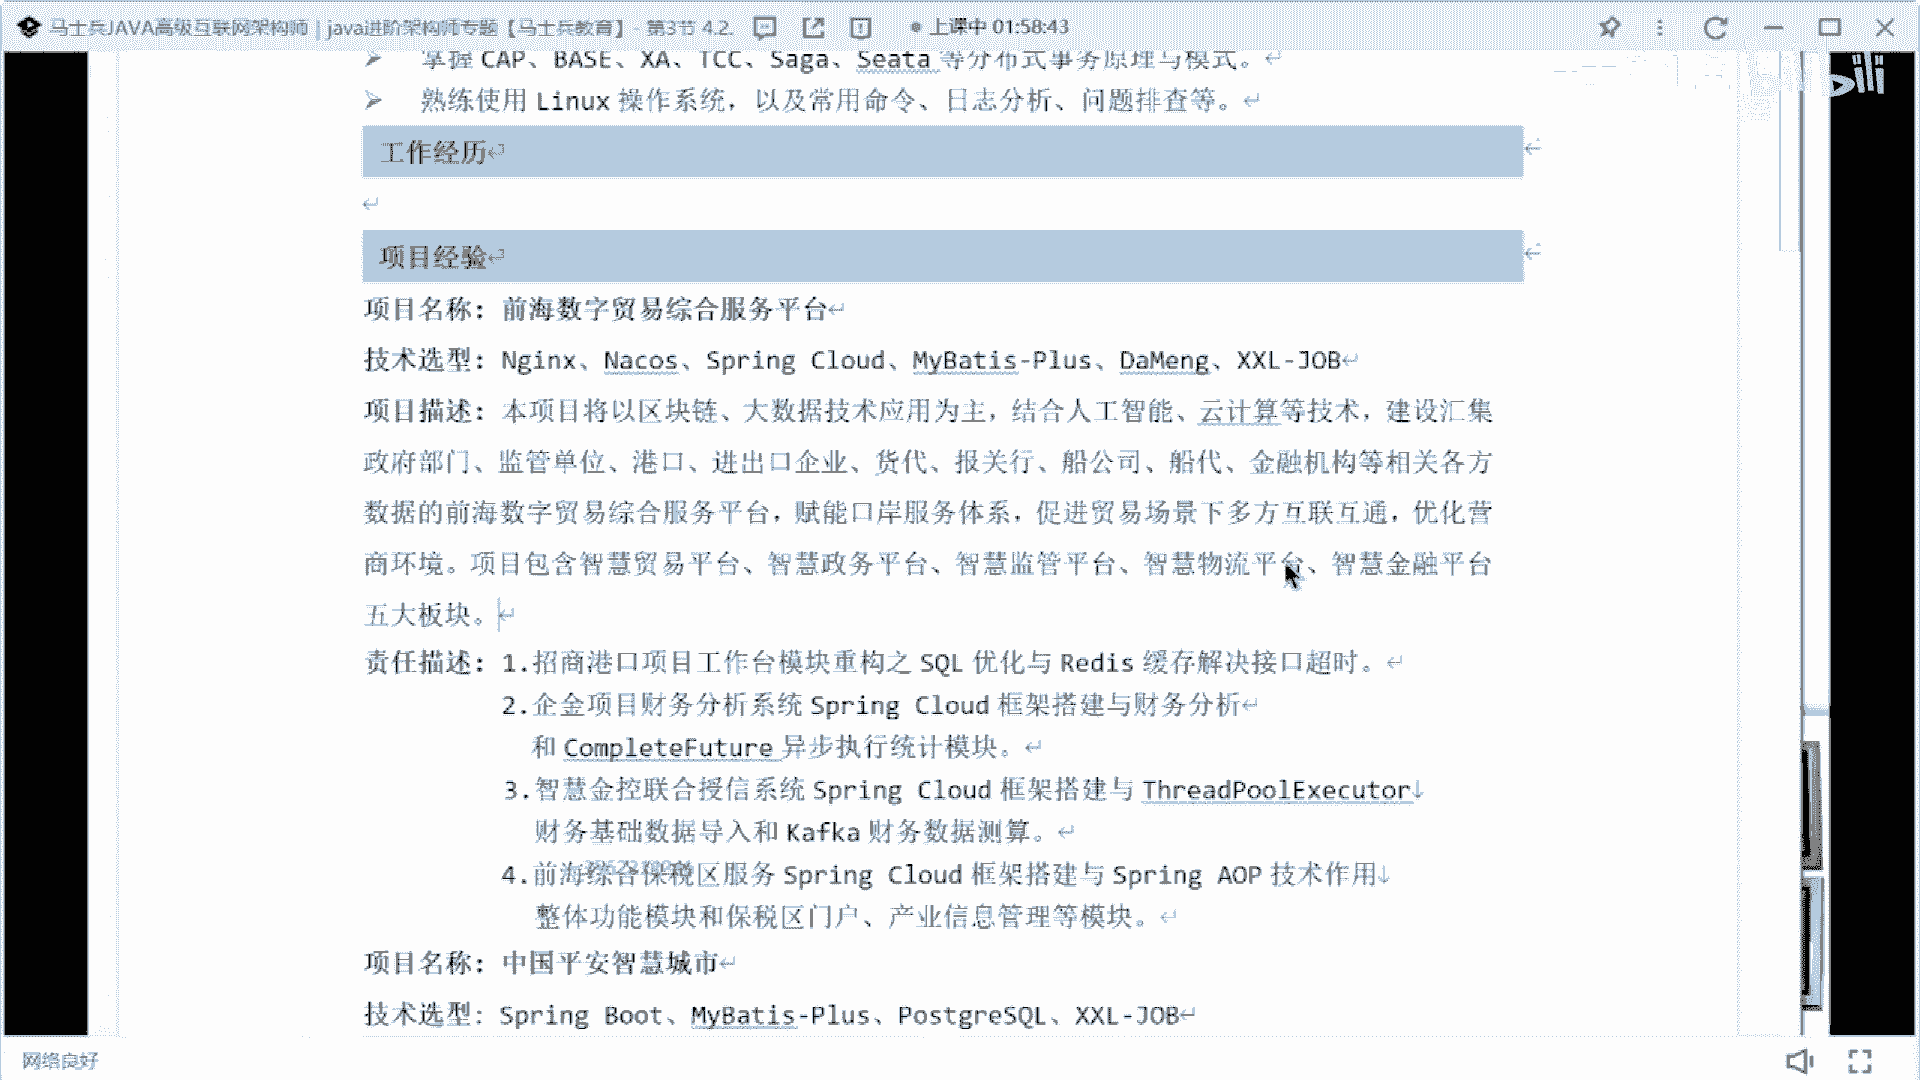 马士兵JAVA高级互联网架构师 | java进阶架构师专题【马士兵教育】 - 第3节 4.2. 上课中 01:58:43
掌握 CAP、BASE、XA、TCC、Saga、Seata 等分布式事务原理与模式。
熟练使用 Linux 操作系统，以及常用命令、日志分析、问题排查等。
工作经历
项目经验
项目名称：前海数字贸易综合服务平台
技术选型：Nginx、Nacos、Spring Cloud、MyBatis-Plus、DaMeng、XXL-JOB
项目描述：本项目将以区块链、大数据技术应用为主，结合人工智能、云计算等技术，建设汇集
政府部门、监管单位、港口、进出口企业、货代、报关行、船公司、船代、金融机构等相关各方
数据的前海数字贸易综合服务平台，赋能口岸服务体系，促进贸易场景下多方互联互通，优化营
商环境。项目包含智慧贸易平台、智慧政务平台、智慧监管平台、智慧物流平台、智慧金融平台
五大板块。
责任描述：1.招商港口项目工作台模块重构之 SQL 优化与 Redis 缓存解决接口超时。
2.企金项目财务分析系统 Spring Cloud 框架搭建与财务分析
和 CompleteFuture 异步执行统计模块。
3.智慧金控联合授信系统 Spring Cloud 框架搭建与 ThreadPoolExecutor
财务基础数据导入和 Kafka 财务数据测算。
4.前海综合保税区服务 Spring Cloud 框架搭建与 Spring AOP 技术作用
整体功能模块和保税区门户、产业信息管理等模块。
项目名称：中国平安智慧城市
技术选型：Spring Boot、MyBatis-Plus、PostgreSQL、XXL-JOB
网络良好